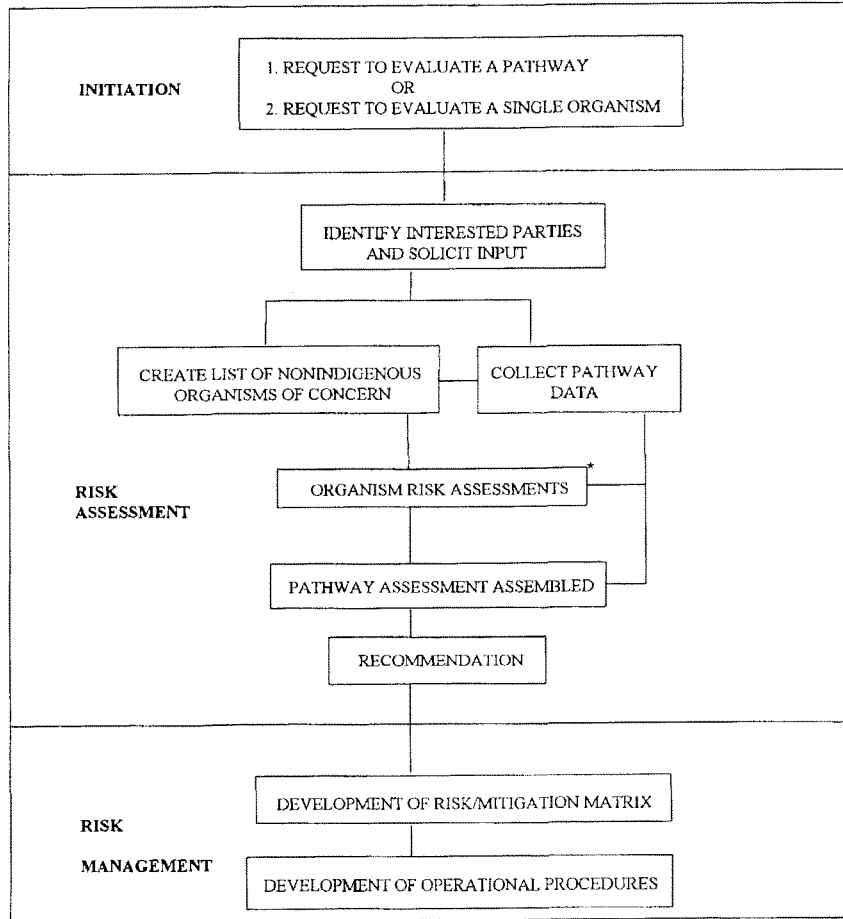 INITIATION
1. REQUEST TO EVALUATE A PATHWAY
OR
2. REQUEST TO EVALUATE A SINGLE ORGANISM
IDENTIFY INTERESTED PARTIES
AND SOLICIT INPUT
CREATE LIST OF NONINDIGENOUS
ORGANISMS OF CONCERN
COLLECT PATHWAY
DATA
RISK
ASSESSMENT
ORGANISM RISK ASSESSMENTS *
PATHWAY ASSESSMENT ASSEMBLED
RECOMMENDATION
RISK
MANAGEMENT
DEVELOPMENT OF RISK/MITIGATION MATRIX
DEVELOPMENT OF OPERATIONAL PROCEDURES